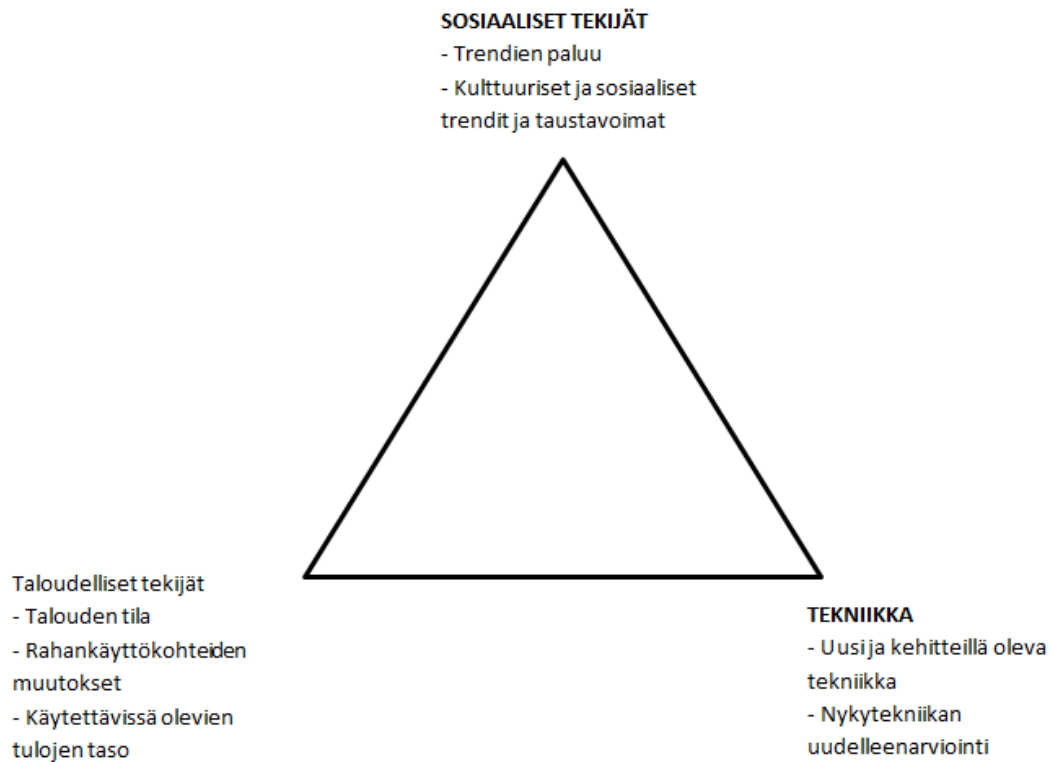 SOSIAALISET TEKIJÄT
- Trendien paluu
- Kulttuuriset ja sosiaaliset
trendit ja taustavoimat
Taloudelliset tekijät
- Talouden tila
- Rahankäyttökohteiden
muutokset
- Käytettävissä olevien
tulojen taso
TEKNIIKKA
- Uusi ja kehitteillä oleva
tekniikka
- Nykytekniikan
uudelleenarviointi